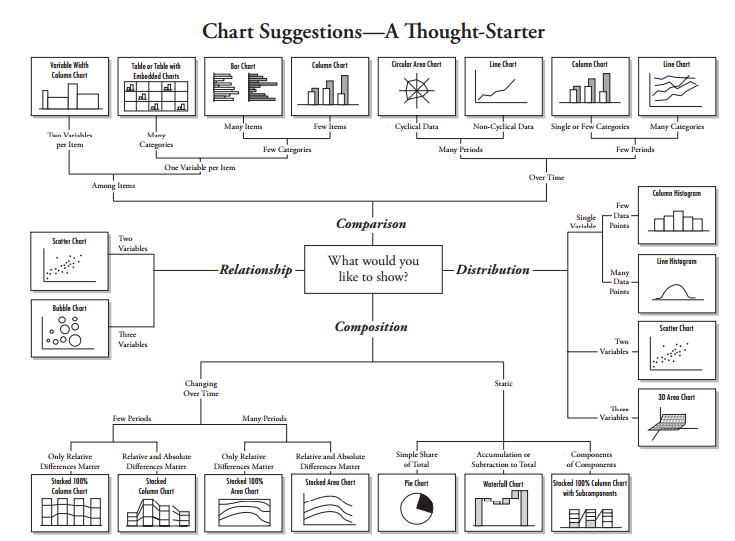 Chart Suggestions—A Thought-Starter
Variable Width
Column Chart
Table or Table with
Embedded Charts
Bar Chart
Column Chart
Circular Area Chart
Line Chart
Column Chart
Line Chart
Two Variables
per Item
Many
Categories
Many Items
Few Items
Cyclical Data
Non-Cyclical Data
Single or Few Categories
Many Categories
Few Categories
Many Periods
Few Periods
One Variable per Item
Among Items
Over Time
Comparison
What would you
like to show?
Relationship
Distribution
Composition
Scatter Chart
Two
Variables
Bubble Chart
Three
Variables
Single
Variable
Few
Data
Points
Column Histogram
Many
Data
Points
Line Histogram
Two
Variables
Scatter Chart
Three
Variables
3D Area Chart
Changing
Over Time
Static
Few Periods
Many Periods
Only Relative
Differences Matter
Relative and Absolute
Differences Matter
Only Relative
Differences Matter
Relative and Absolute
Differences Matter
Simple Share
of Total
Accumulation or
Subtraction to Total
Components
of Components
Stacked 100%
Column Chart
Stacked
Column Chart
Stacked 100%
Area Chart
Stacked Area Chart
Pie Chart
Waterfall Chart
Stacked 100% Column Chart
with Subcomponents